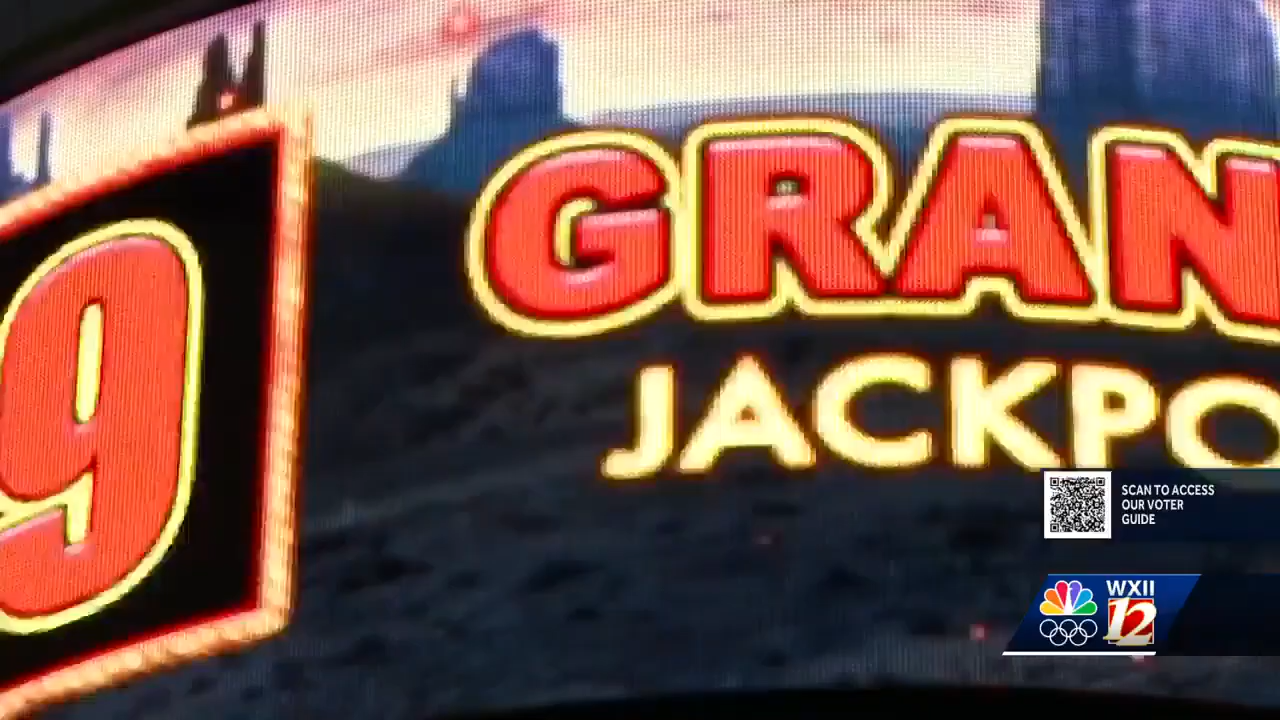 9
GRAN
JACKPO
SCAN TO ACCESS
OUR VOTER
GUIDE
WXII
12